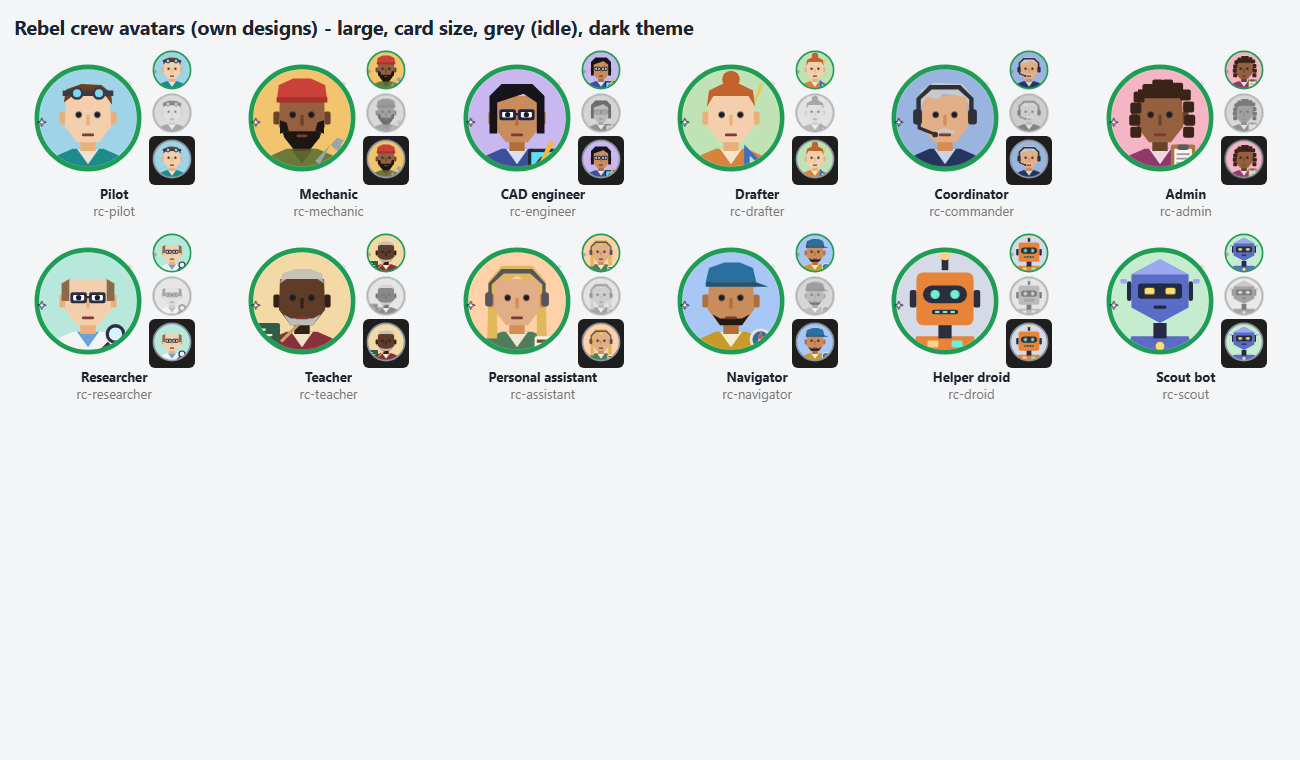 Rebel crew avatars (own designs) - large, card size, grey (idle), dark theme
Pilot
rc-pilot
Mechanic
rc-mechanic
CAD engineer
rc-engineer
Drafter
rc-drafter
Coordinator
rc-commander
Admin
rc-admin
Researcher
rc-researcher
Teacher
rc-teacher
Personal assistant
rc-assistant
Navigator
rc-navigator
Helper droid
rc-droid
Scout bot
rc-scout